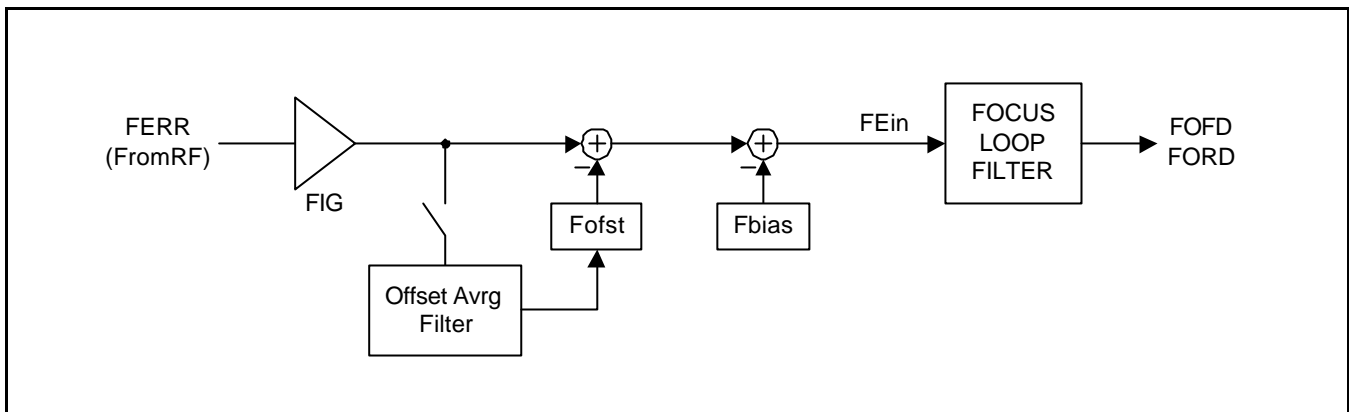 FERR
(FromRF)
FIG
Offset Avrg
Filter
Fofst
Fbias
FEin
FOCUS
LOOP
FILTER
FOFD
FORD